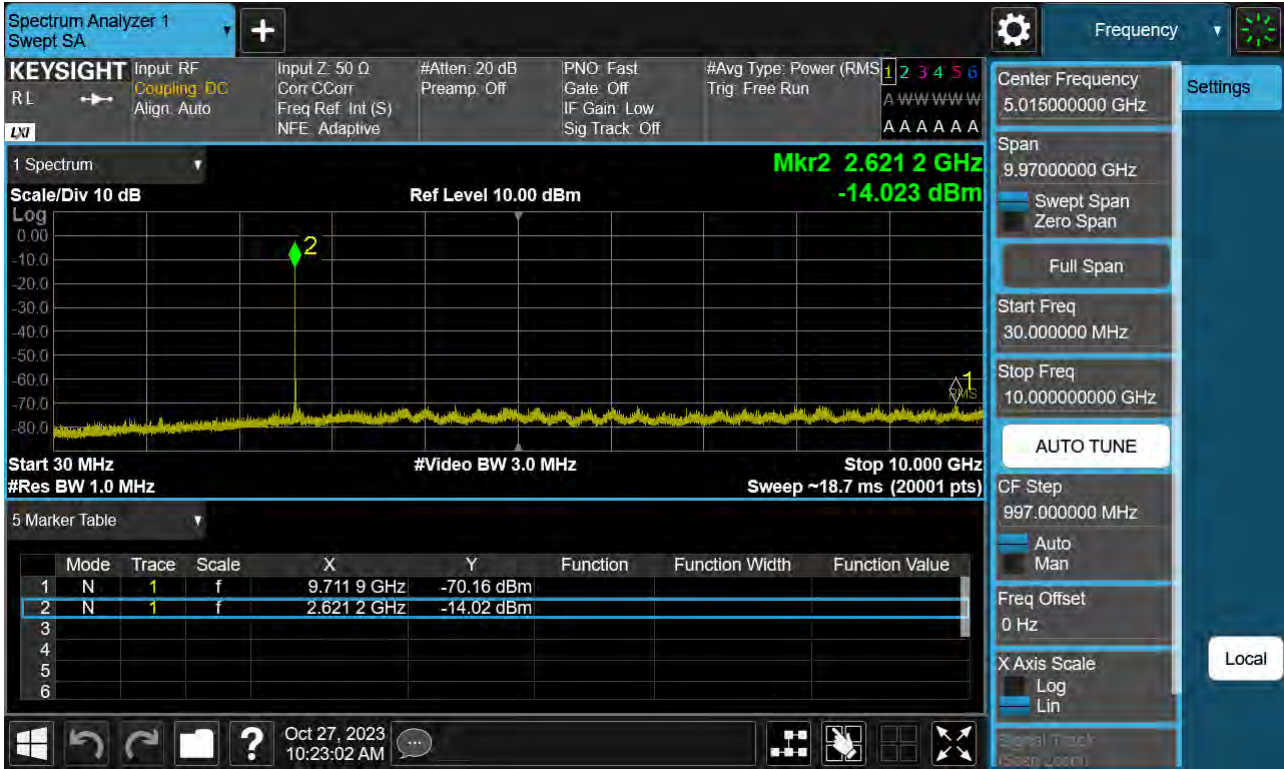 Spectrum Analyzer 1
Swept SA
Frequency
KEYSIGHT
R L
LXI
Input: RF
Coupling: DC
Align: Auto
Input Z: 50 Ω
Corr CCorr
Freq Ref: Int (S)
NFE: Adaptive
#Atten: 20 dB
Preamp: Off
PNO: Fast
Gate: Off
IF Gain: Low
Sig Track: Off
#Avg Type: Power (RMS
Trig: Free Run
1 2 3 4 5 6
A W W W W W
A A A A A A
1 Spectrum
Mkr2 2.621 2 GHz
-14.023 dBm
Scale/Div 10 dB
Ref Level 10.00 dBm
Log
0.00
-10.0
-20.0
-30.0
-40.0
-50.0
-60.0
-70.0
-80.0
2
1
RMS
Start 30 MHz
#Video BW 3.0 MHz
Stop 10.000 GHz
#Res BW 1.0 MHz
Sweep ~18.7 ms (20001 pts)
5 Marker Table
Mode Trace Scale X Y Function Function Width Function Value
1 N 1 f 9.711 9 GHz -70.16 dBm
2 N 1 f 2.621 2 GHz -14.02 dBm
3
4
5
6
Oct 27, 2023
10:23:02 AM
Center Frequency
5.015000000 GHz
Span
9.97000000 GHz
Swept Span
Zero Span
Full Span
Start Freq
30.000000 MHz
Stop Freq
10.000000000 GHz
AUTO TUNE
CF Step
997.000000 MHz
Auto
Man
Freq Offset
0 Hz
X Axis Scale
Log
Lin
Signal Track
(Span Zoom)
Settings
Local